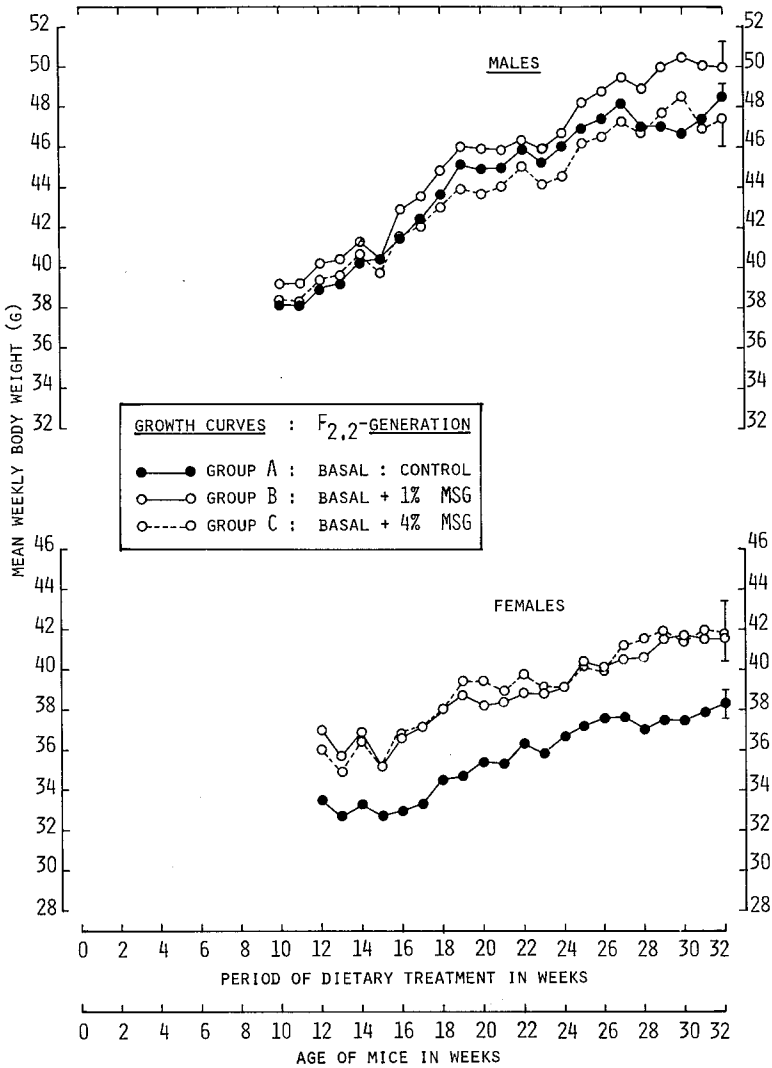 52 52
50 50
48 48
46 46
44 44
42 42
40 40
38 38
36 36
34 34
32 32
MALES
MEAN WEEKLY BODY WEIGHT (G)
GROWTH CURVES : F2,2-GENERATION
GROUP A : BASAL : CONTROL
GROUP B : BASAL + 1% MSG
GROUP C : BASAL + 4% MSG
46 46
44 44
42 42
40 40
38 38
36 36
34 34
32 32
30 30
28 28
FEMALES
0 2 4 6 8 10 12 14 16 18 20 22 24 26 28 30 32
PERIOD OF DIETARY TREATMENT IN WEEKS
0 2 4 6 8 10 12 14 16 18 20 22 24 26 28 30 32
AGE OF MICE IN WEEKS